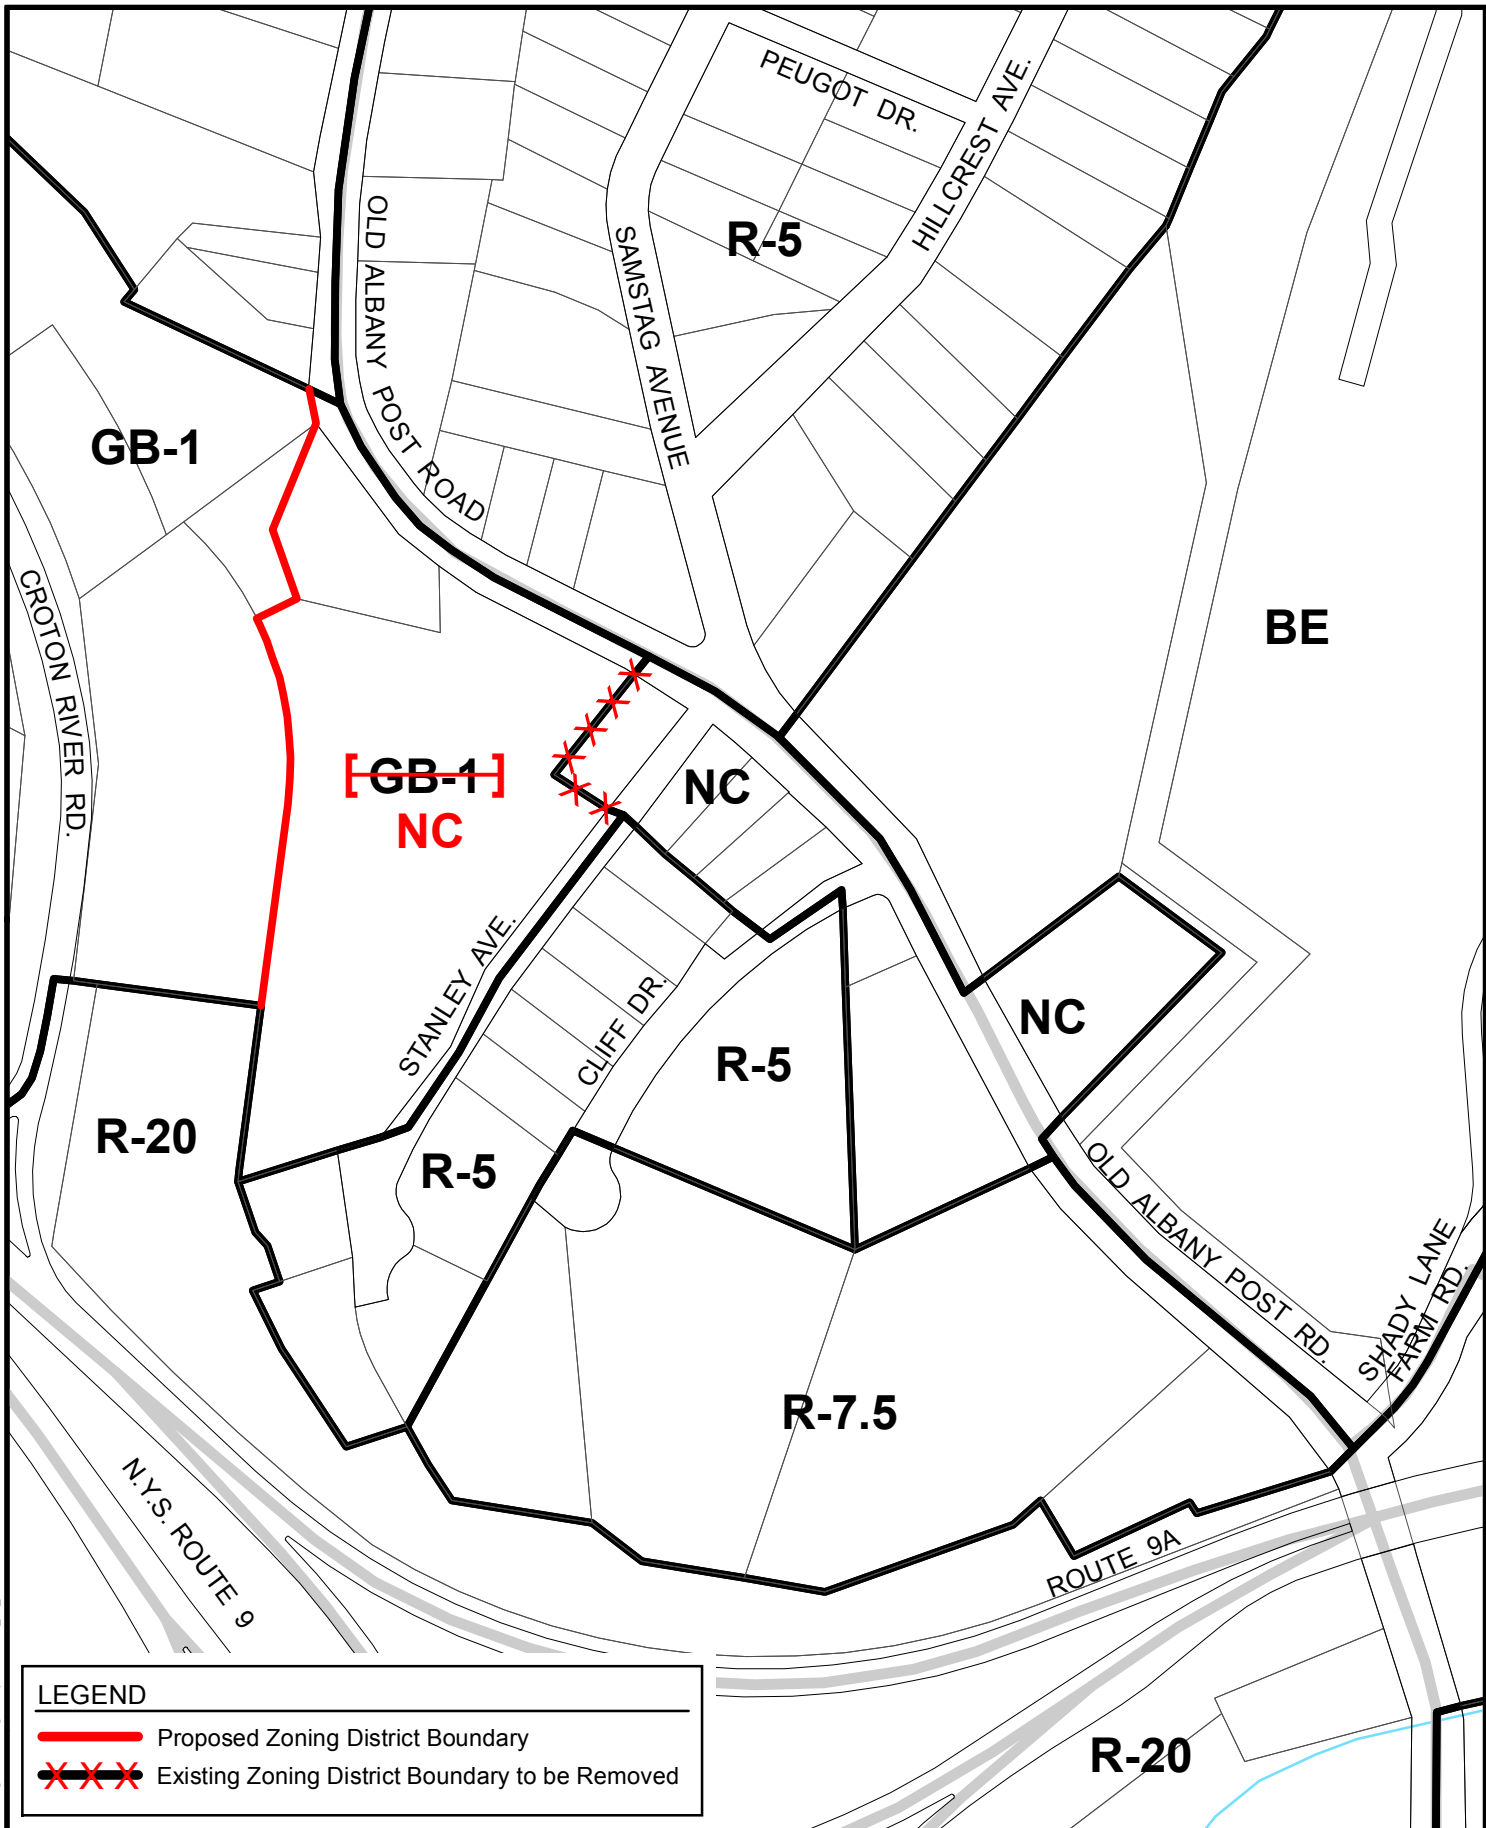 PEUGOT DR.
HILLCREST AVE.
OLD ALBANY POST ROAD
SAMSTAG AVENUE
R-5
GB-1
CROTON RIVER RD.
BE
[GB-1]
NC
NC
STANLEY AVE.
CLIFF DR.
NC
R-5
R-20
R-5
OLD ALBANY POST RD.
SHADY LANE
FARM RD.
R-7.5
N.Y.S. ROUTE 9
ROUTE 9A
R-20
LEGEND
Proposed Zoning District Boundary
Existing Zoning District Boundary to be Removed